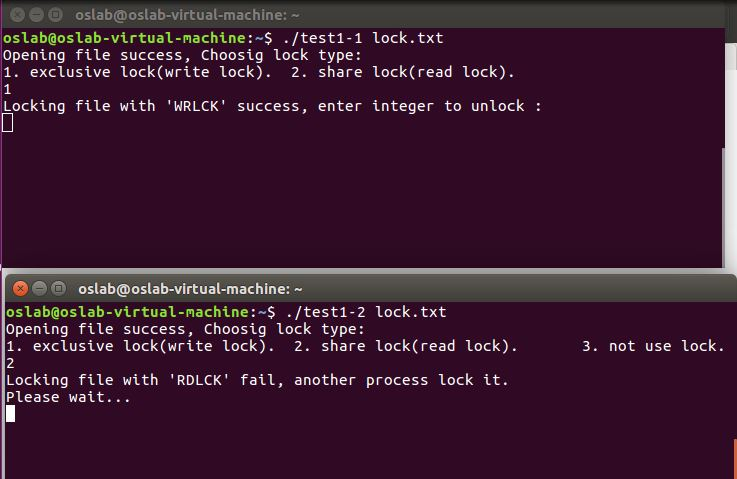 oslab@oslab-virtual-machine: ~
oslab@oslab-virtual-machine:~$ ./test1-1 lock.txt
Opening file success, Choosig lock type:
1. exclusive lock(write lock).  2. share lock(read lock).
1
Locking file with 'WRLCK' success, enter integer to unlock :
oslab@oslab-virtual-machine: ~
oslab@oslab-virtual-machine:~$ ./test1-2 lock.txt
Opening file success, Choosig lock type:
1. exclusive lock(write lock).  2. share lock(read lock).       3. not use lock.
2
Locking file with 'RDLCK' fail, another process lock it.
Please wait...